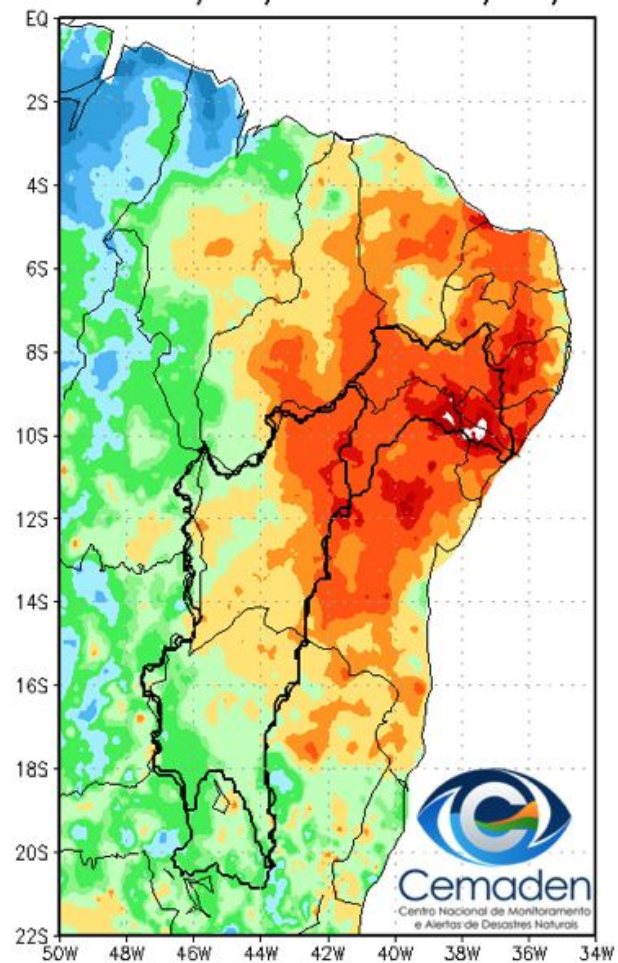 EQ
2S
4S
6S
8S
10S
12S
14S
16S
18S
20S
22S
Cemaden
Centro Nacional de Monitoramento
e Alertas de Desastres Naturais
50W 48W 46W 44W 42W 40W 38W 36W 34W